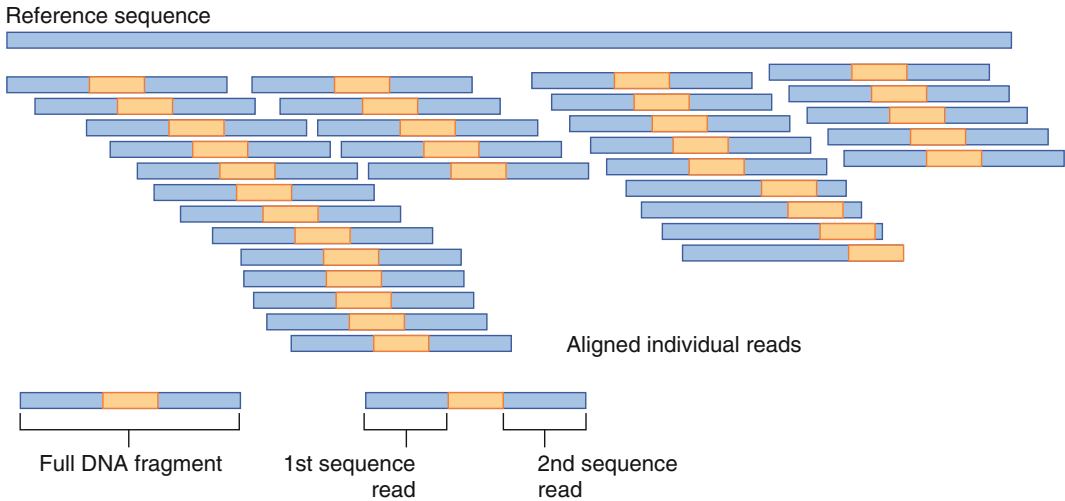 Reference sequence
Aligned individual reads
Full DNA fragment
1st sequence
read
2nd sequence
read